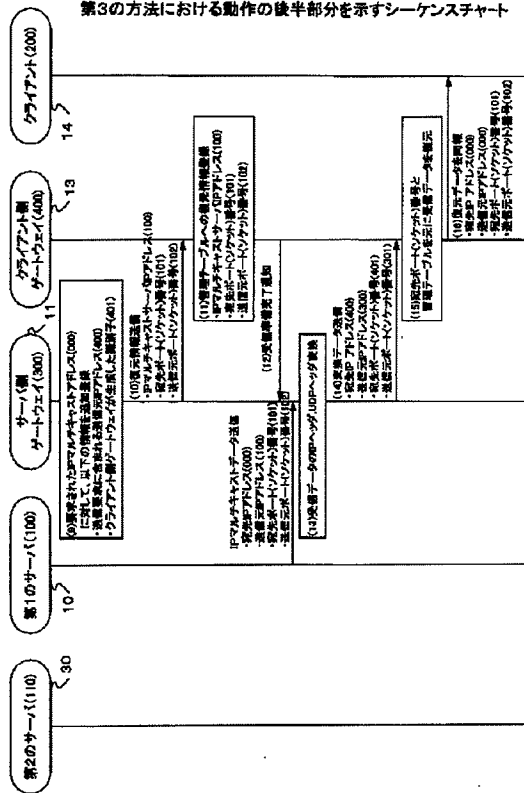 第3の方法における動作の後半部分を示すシーケンスチャート
第2のサーバ(110)
30
第1のサーバ(100)
10
サーバ側
ゲートウェイ(300)
11
クライアント側
ゲートウェイ(400)
13
クライアント(200)
14
(9)要求されたIPマルチキャストアドレス(000)
に対して、以下の情報を追加登録
・送信要求に含まれる送信元IPアドレス(400)
・クライアント側ゲートウェイが生成した識別子(401)
(10)復元情報送信
・IPマルチキャストサーバIPアドレス(100)
・宛先ポート(ソケット)番号(101)
・送信元ポート(ソケット)番号(102)
(11)管理テーブルへの復元情報登録
・IPマルチキャストサーバIPアドレス(100)
・宛先ポート(ソケット)番号(101)
・送信元ポート(ソケット)番号(102)
(12)受信準備完了通知
IPマルチキャストデータ送信
・宛先IPアドレス(000)
・送信元IPアドレス(100)
・宛先ポート(ソケット)番号(101)
・送信元ポート(ソケット)番号(102)
(13)受信データのIPヘッダ,UDPヘッダ変換
(14)変換データ送信
・宛先IPアドレス(400)
・送信元IPアドレス(300)
・宛先ポート(ソケット)番号(401)
・送信元ポート(ソケット)番号(301)
(15)宛先ポート(ソケット)番号と
管理テーブルを元に受信データを復元
(16)復元データを同報
・宛先IPアドレス(000)
・送信元IPアドレス(000)
・宛先ポート(ソケット)番号(101)
・送信元ポート(ソケット)番号(102)